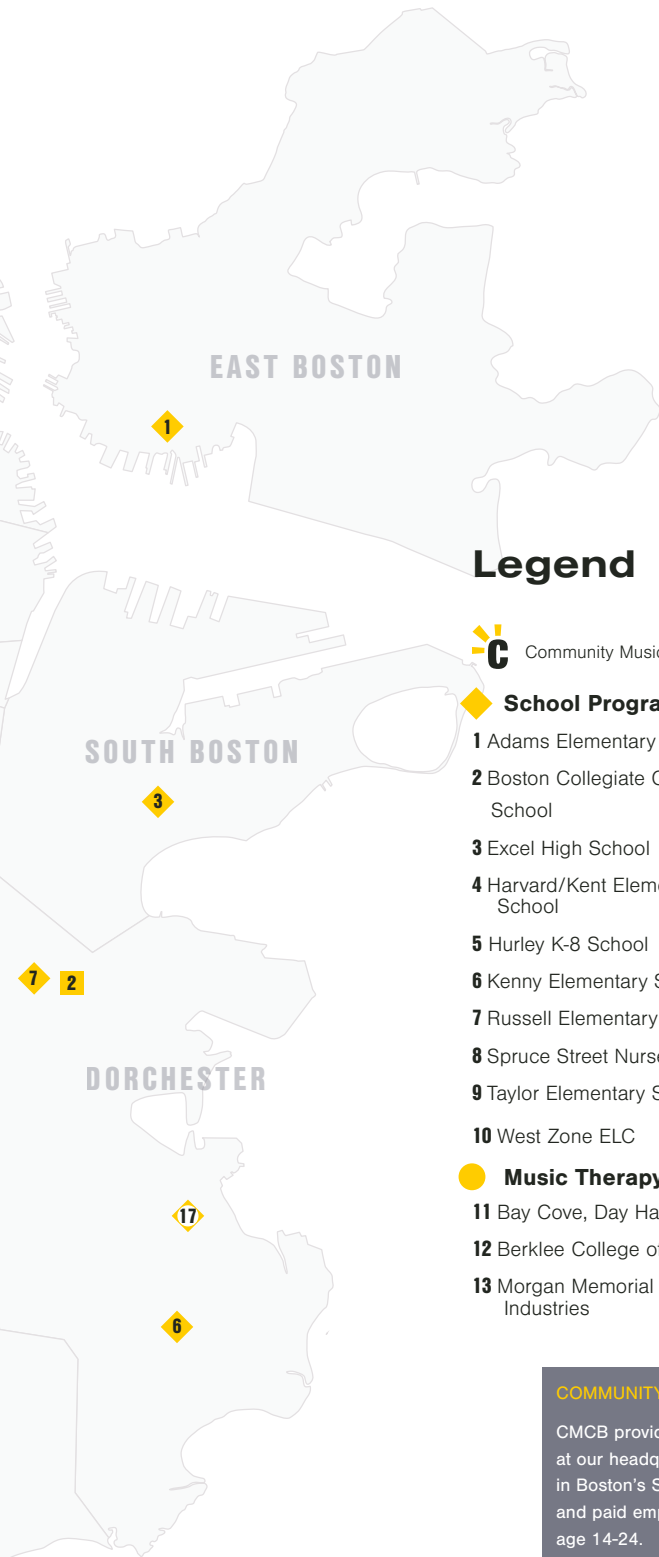 EAST BOSTON
1
Legend
C Community Music
School Progra
1 Adams Elementary
SOUTH BOSTON
2 Boston Collegiate C
School
3
3 Excel High School
4 Harvard/Kent Eleme
School
5 Hurley K-8 School
7 2
6 Kenny Elementary S
7 Russell Elementary
8 Spruce Street Nurse
DORCHESTER
9 Taylor Elementary S
10 West Zone ELC
Music Therapy
17
11 Bay Cove, Day Ha
12 Berklee College of
13 Morgan Memorial
Industries
6
COMMUNITY
CMCB provid
at our headq
in Boston's S
and paid emp
age 14-24.